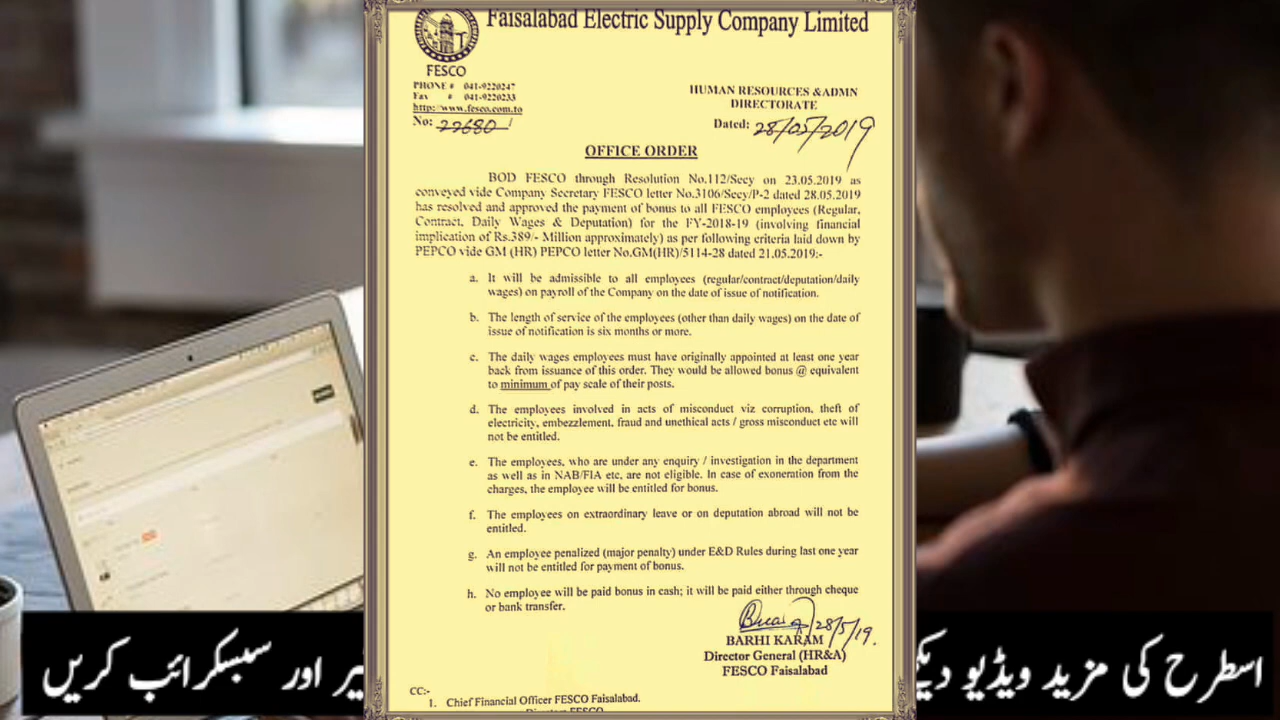 Faisalabad Electric Supply Company Limited
FESCO
PHONE # 041-9220247
Fax # 041-9220233
http://www.fesco.com.to
No: 22680/
HUMAN RESOURCES &ADMN
DIRECTORATE
Dated: 28/05/2019
OFFICE ORDER
BOD FESCO through Resolution No.112/Secy on 23.05.2019 as
conveyed vide Company Secretary FESCO letter No.3106/Secy/P-2 dated 28.05.2019
has resolved and approved the payment of bonus to all FESCO employees (Regular,
Contract, Daily Wages & Deputation) for the FY-2018-19 (involving financial
implication of Rs.389/- Million approximately) as per following criteria laid down by
PEPCO vide GM (HR) PEPCO letter No.GM(HR)/5114-28 dated 21.05.2019:-
a. It will be admissible to all employees (regular/contract/deputation/daily
wages) on payroll of the Company on the date of issue of notification.
b. The length of service of the employees (other than daily wages) on the date of
issue of notification is six months or more.
c. The daily wages employees must have originally appointed at least one year
back from issuance of this order. They would be allowed bonus @ equivalent
to minimum of pay scale of their posts.
d. The employees involved in acts of misconduct viz corruption, theft of
electricity, embezzlement, fraud and unethical acts / gross misconduct etc will
not be entitled.
e. The employees, who are under any enquiry / investigation in the department
as well as in NAB/FIA etc, are not eligible. In case of exoneration from the
charges, the employee will be entitled for bonus.
f. The employees on extraordinary leave or on deputation abroad will not be
entitled.
g. An employee penalized (major penalty) under E&D Rules during last one year
will not be entitled for payment of bonus.
h. No employee will be paid bonus in cash; it will be paid either through cheque
or bank transfer.
28/5/19.
BARHI KARAM
Director General (HR&A)
FESCO Faisalabad
CC:-
1. Chief Financial Officer FESCO Faisalabad.
FESCO
اسطرح کی مزید ویڈیو
اور سبسکرائب کریں